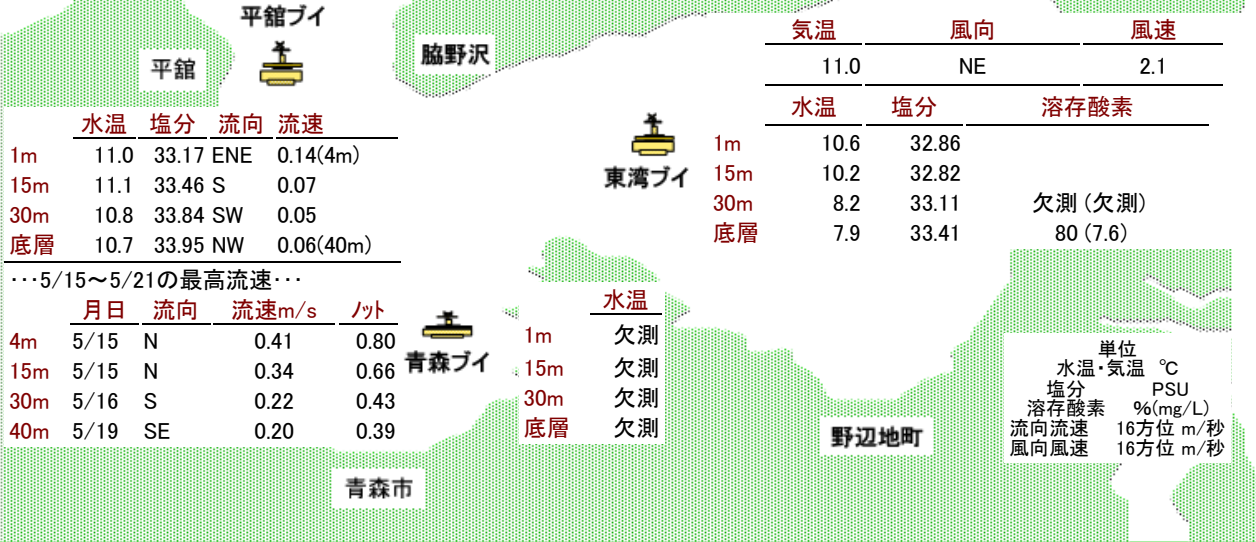 平舘ブイ
平舘
脇野沢
水温 塩分 流向 流速
1m 11.0 33.17 ENE 0.14(4m)
15m 11.1 33.46 S 0.07
30m 10.8 33.84 SW 0.05
底層 10.7 33.95 NW 0.06(40m)
･･･5/15～5/21の最高流速･･･
月日 流向 流速m/s ﾉｯﾄ
4m 5/15 N 0.41 0.80
15m 5/15 N 0.34 0.66
30m 5/16 S 0.22 0.43
40m 5/19 SE 0.20 0.39
青森ブイ
水温
1m 欠測
15m 欠測
30m 欠測
底層 欠測
青森市
東湾ブイ
気温 風向 風速
11.0 NE 2.1
水温 塩分 溶存酸素
1m 10.6 32.86
15m 10.2 32.82
30m 8.2 33.11 欠測 (欠測)
底層 7.9 33.41 80 (7.6)
野辺地町
単位
水温・気温 ℃
塩分 PSU
溶存酸素 %(mg/L)
流向流速 16方位 m/秒
風向風速 16方位 m/秒